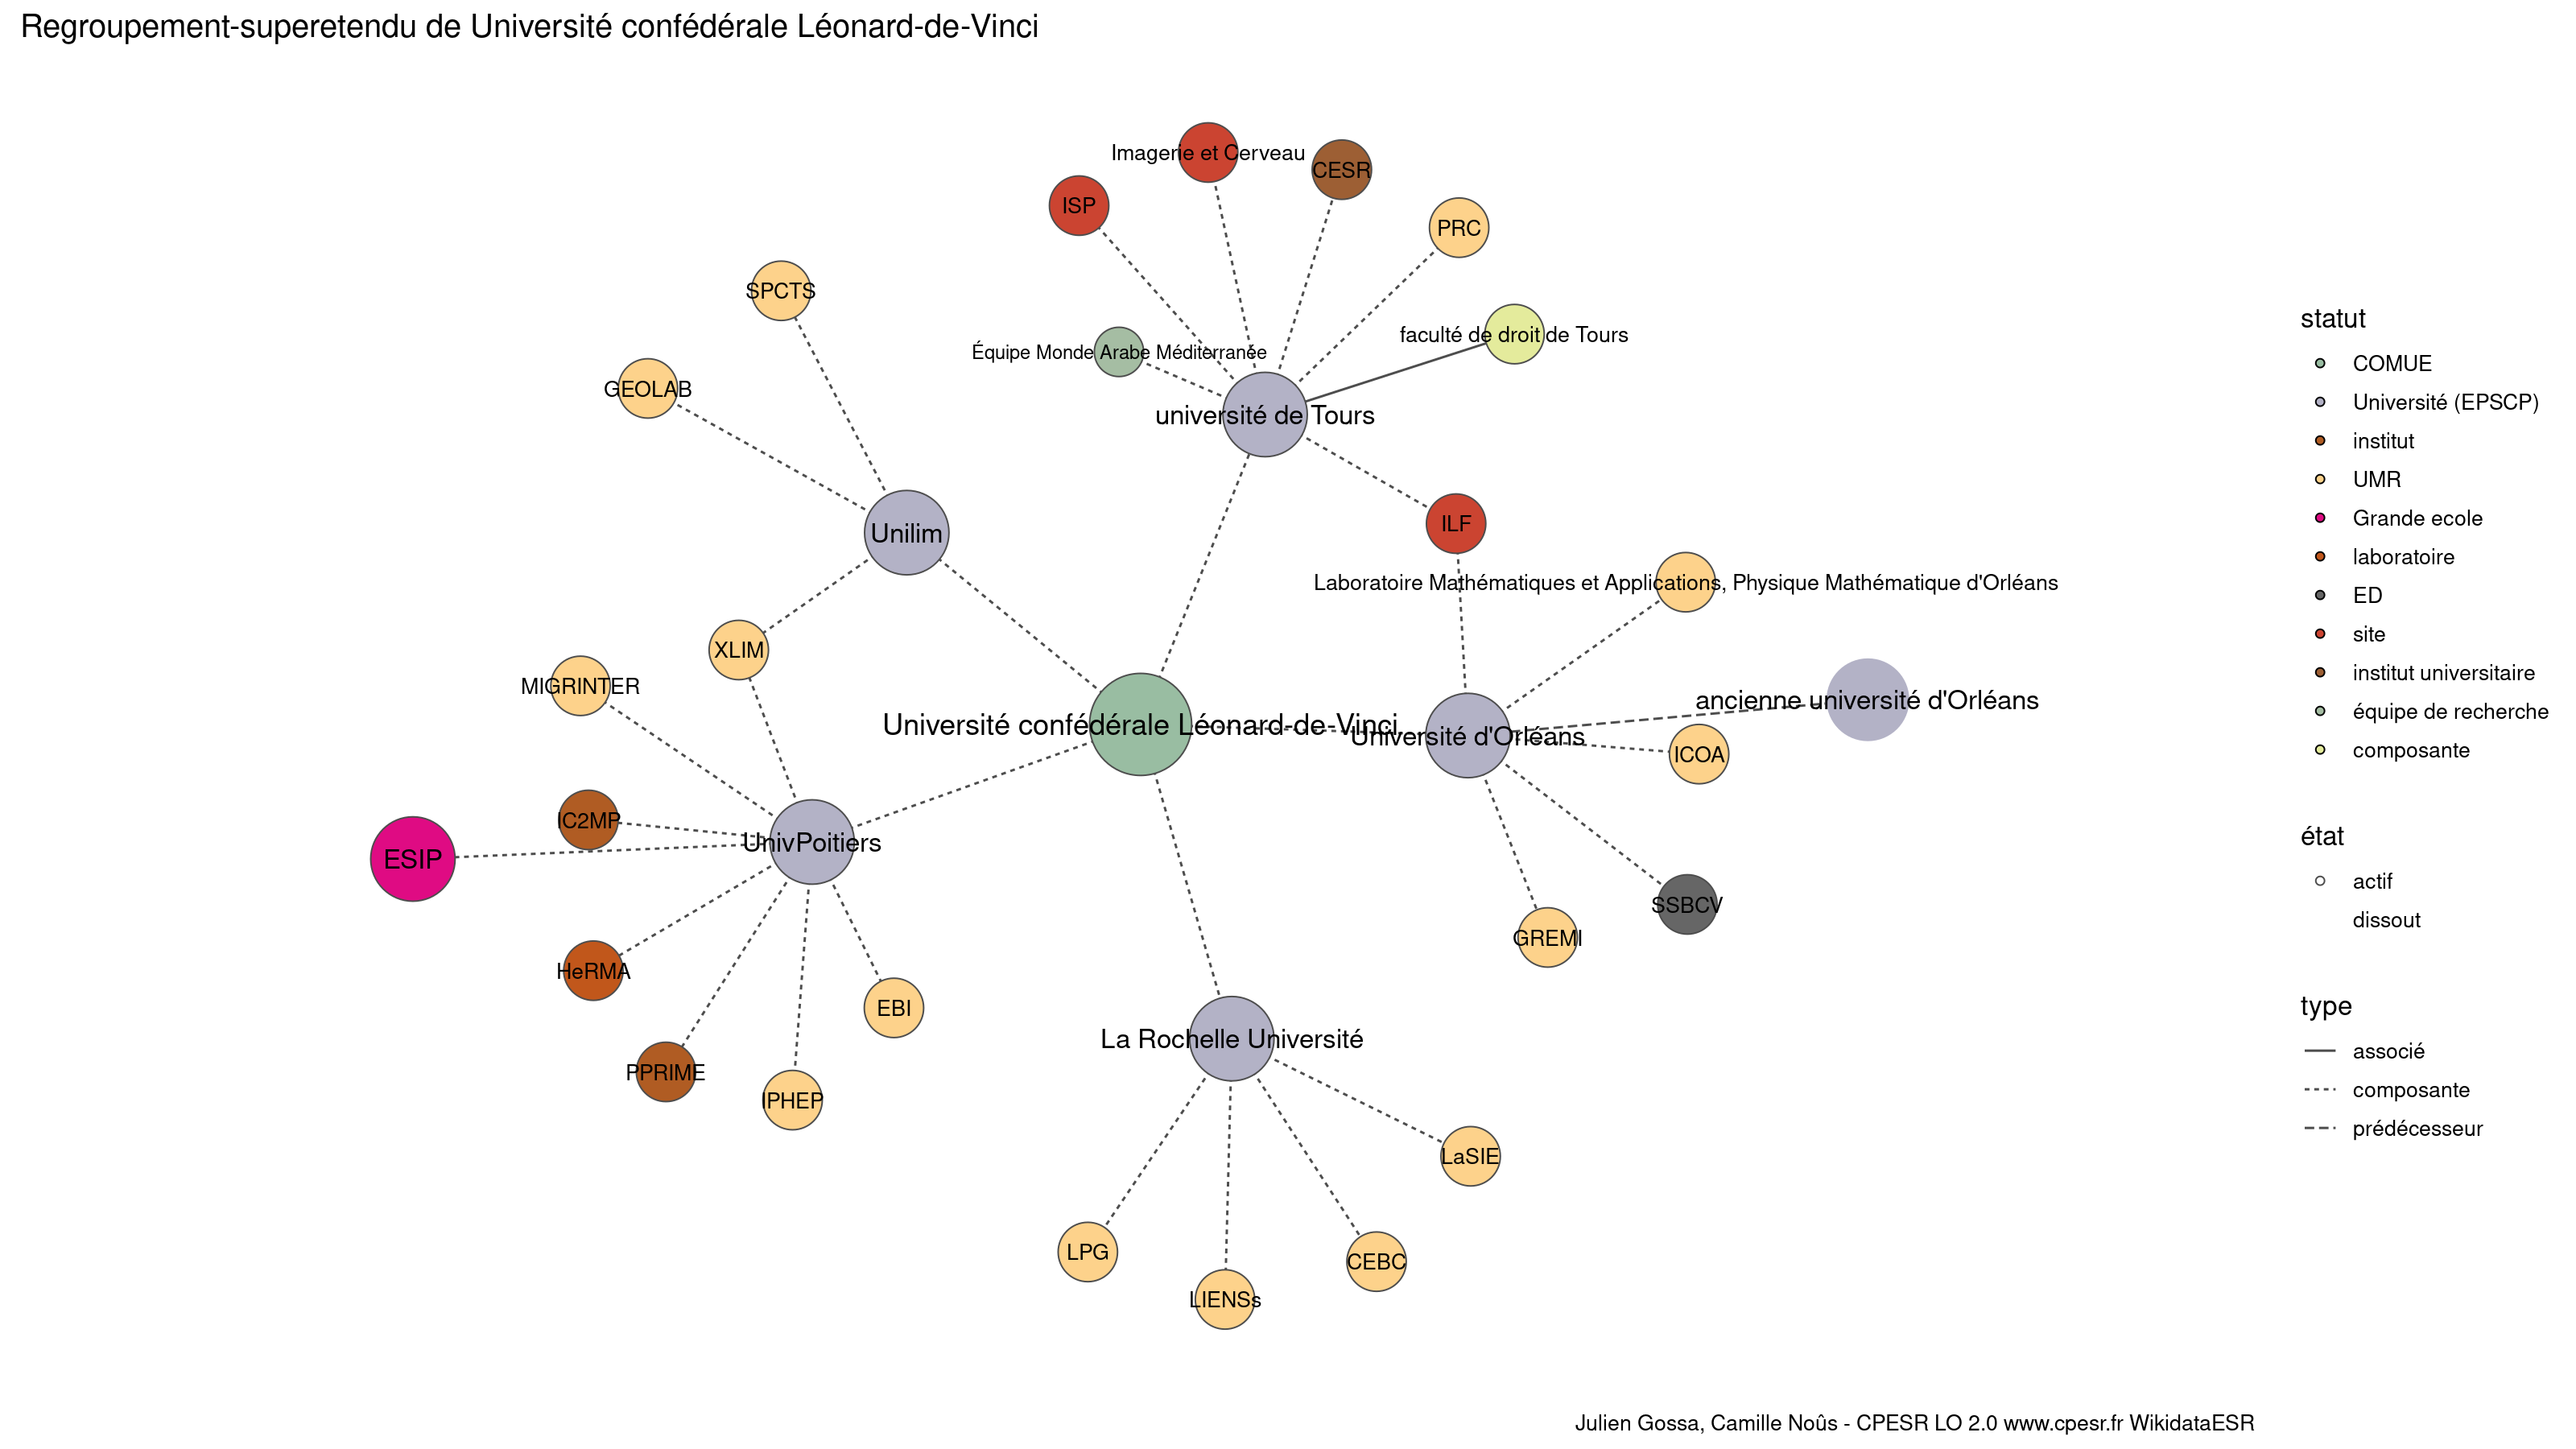 Regroupement-superetendu de Université confédérale Léonard-de-Vinci
Imagerie et Cerveau
CESR
ISP
PRC
SPCTS
faculté de droit de Tours
Équipe Monde Arabe Méditerranée
GEOLAB
université de Tours
ILF
Unilim
Laboratoire Mathématiques et Applications, Physique Mathématique d'Orléans
XLIM
MIGRINTER
ancienne université d'Orléans
Université confédérale Léonard-de-Vinci
Université d'Orléans
ICOA
IC2MP
UnivPoitiers
ESIP
SSBCV
GREMI
HeRMA
EBI
La Rochelle Université
PPRIME
IPHEP
LaSIE
LPG
CEBC
LIENSs
statut
COMUE
Université (EPSCP)
institut
UMR
Grande ecole
laboratoire
ED
site
institut universitaire
équipe de recherche
composante
état
actif
dissout
type
associé
composante
prédécesseur
Julien Gossa, Camille Noûs - CPESR LO 2.0 www.cpesr.fr WikidataESR